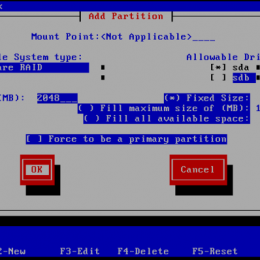 Add Partition
Mount Point:<Not Applicable>____
le System type: Allowable Dri
are RAID [*] sda
[ ] sdb
(MB): 2048___ (*) Fixed Size:
( ) Fill maximum size of (MB): 1
( ) Fill all available space:
[ ] Force to be a primary partition
OK Cancel
2-New F3-Edit F4-Delete F5-Reset